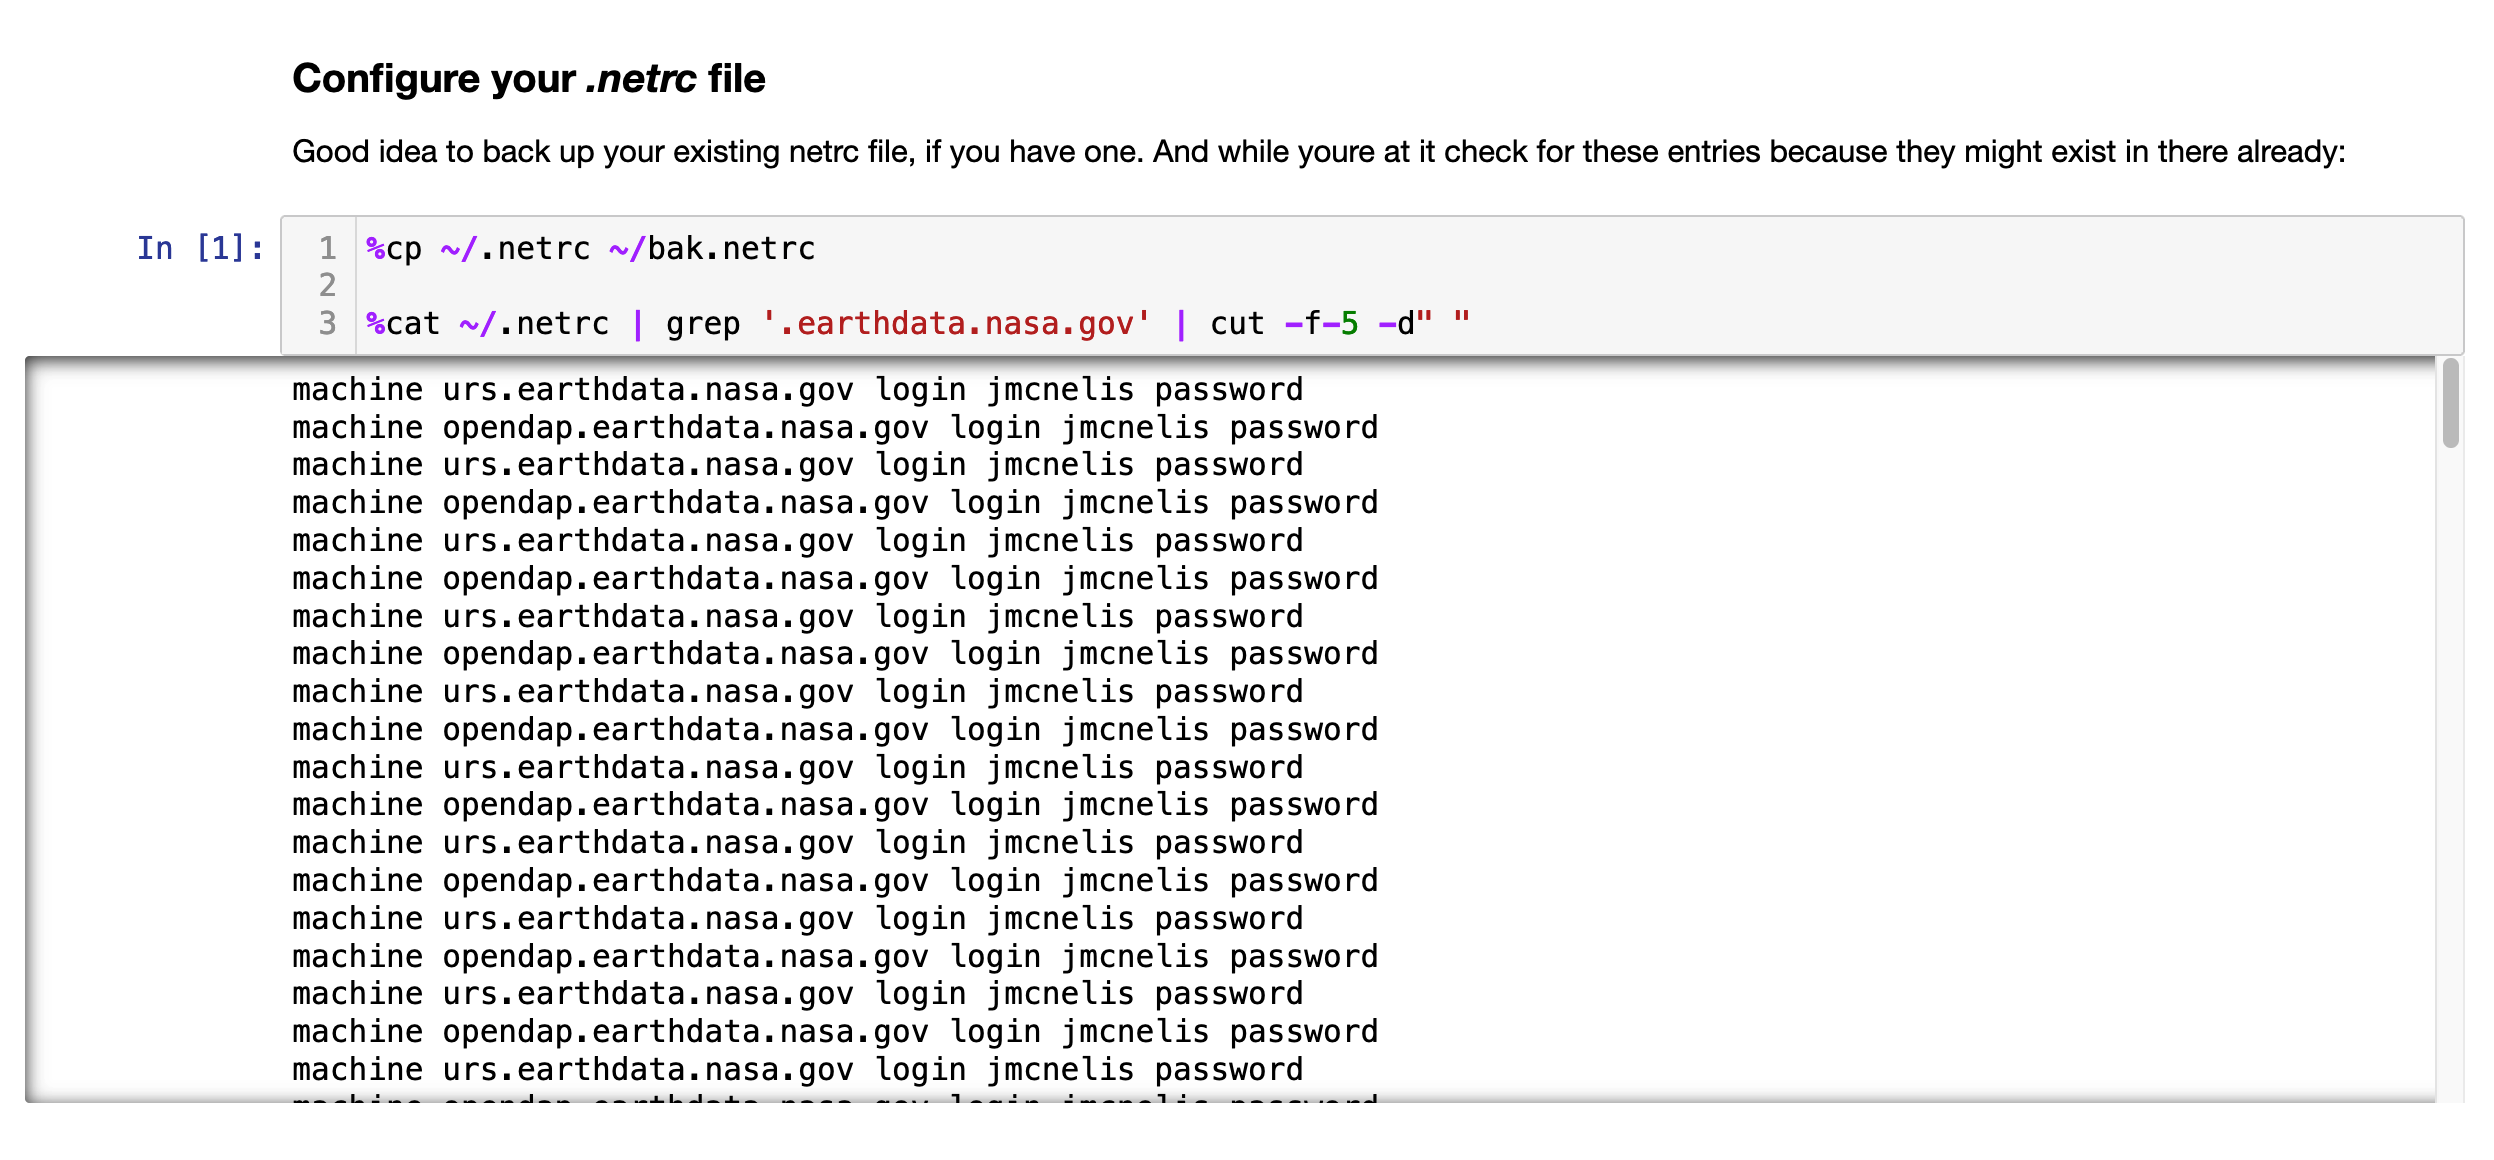 Configure your .netrc file
Good idea to back up your existing netrc file, if you have one. And while youre at it check for these entries because they might exist in there already:
In [1]:
1 %cp ~/.netrc ~/bak.netrc
2
3 %cat ~/.netrc | grep '.earthdata.nasa.gov' | cut -f-5 -d" "
machine urs.earthdata.nasa.gov login jmcnelis password
machine opendap.earthdata.nasa.gov login jmcnelis password
machine urs.earthdata.nasa.gov login jmcnelis password
machine opendap.earthdata.nasa.gov login jmcnelis password
machine urs.earthdata.nasa.gov login jmcnelis password
machine opendap.earthdata.nasa.gov login jmcnelis password
machine urs.earthdata.nasa.gov login jmcnelis password
machine opendap.earthdata.nasa.gov login jmcnelis password
machine urs.earthdata.nasa.gov login jmcnelis password
machine opendap.earthdata.nasa.gov login jmcnelis password
machine urs.earthdata.nasa.gov login jmcnelis password
machine opendap.earthdata.nasa.gov login jmcnelis password
machine urs.earthdata.nasa.gov login jmcnelis password
machine opendap.earthdata.nasa.gov login jmcnelis password
machine urs.earthdata.nasa.gov login jmcnelis password
machine opendap.earthdata.nasa.gov login jmcnelis password
machine urs.earthdata.nasa.gov login jmcnelis password
machine opendap.earthdata.nasa.gov login jmcnelis password
machine urs.earthdata.nasa.gov login jmcnelis password
machine opendap.earthdata.nasa.gov login jmcnelis password